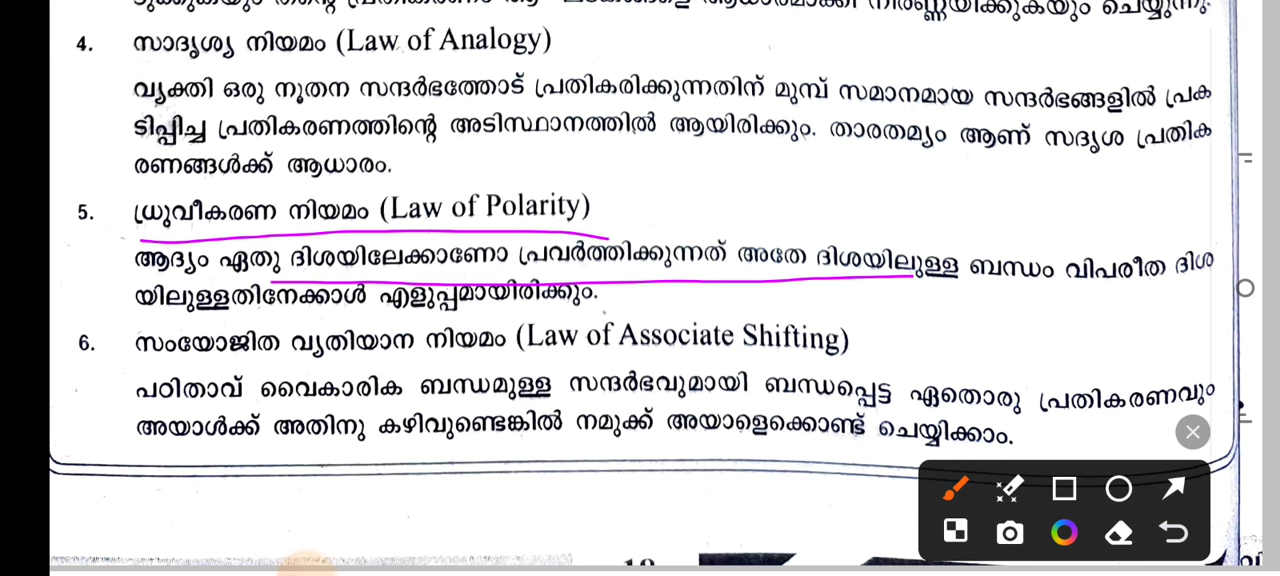 4. സാദൃശ്യ നിയമം (Law of Analogy)
വ്യക്തി ഒരു നൂതന സന്ദർഭത്തോട് പ്രതികരിക്കുന്നതിന് മുമ്പ് സമാനമായ സന്ദർഭങ്ങളിൽ പ്രക
ടിപ്പിച്ച പ്രതികരണത്തിന്റെ അടിസ്ഥാനത്തിൽ ആയിരിക്കും. താരതമ്യം ആണ് സദൃശ പ്രതിക
രണങ്ങൾക്ക് ആധാരം.
5. ധ്രുവീകരണ നിയമം (Law of Polarity)
ആദ്യം ഏതു ദിശയിലേക്കാണോ പ്രവർത്തിക്കുന്നത് അതേ ദിശയിലുള്ള ബന്ധം വിപരീത ദിശ
യിലുള്ളതിനേക്കാൾ എളുപ്പമായിരിക്കും.
6. സംയോജിത വ്യതിയാന നിയമം (Law of Associate Shifting)
പഠിതാവ് വൈകാരിക ബന്ധമുള്ള സന്ദർഭവുമായി ബന്ധപ്പെട്ട ഏതൊരു പ്രതികരണവും
അയാൾക്ക് അതിനു കഴിവുണ്ടെങ്കിൽ നമുക്ക് അയാളെക്കൊണ്ട് ചെയ്യിക്കാം.